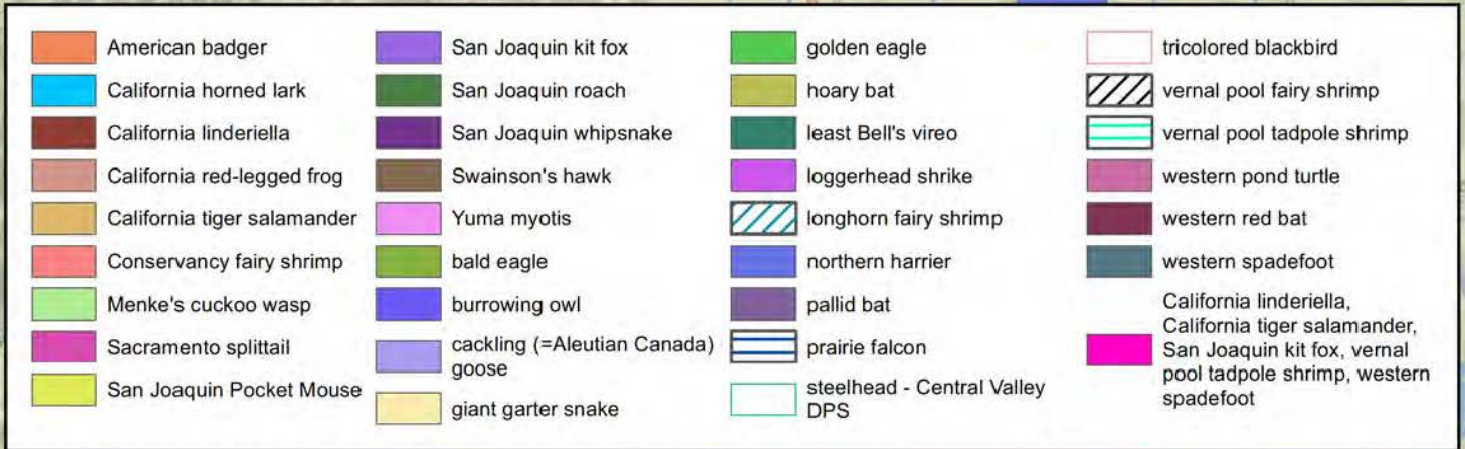 American badger
California horned lark
California linderiella
California red-legged frog
California tiger salamander
Conservancy fairy shrimp
Menke's cuckoo wasp
Sacramento splittail
San Joaquin Pocket Mouse
San Joaquin kit fox
San Joaquin roach
San Joaquin whipsnake
Swainson's hawk
Yuma myotis
bald eagle
burrowing owl
cackling (=Aleutian Canada)
goose
giant garter snake
golden eagle
hoary bat
least Bell's vireo
loggerhead shrike
longhorn fairy shrimp
northern harrier
pallid bat
prairie falcon
steelhead - Central Valley
DPS
tricolored blackbird
vernal pool fairy shrimp
vernal pool tadpole shrimp
western pond turtle
western red bat
western spadefoot
California linderiella,
California tiger salamander,
San Joaquin kit fox, vernal
pool tadpole shrimp, western
spadefoot